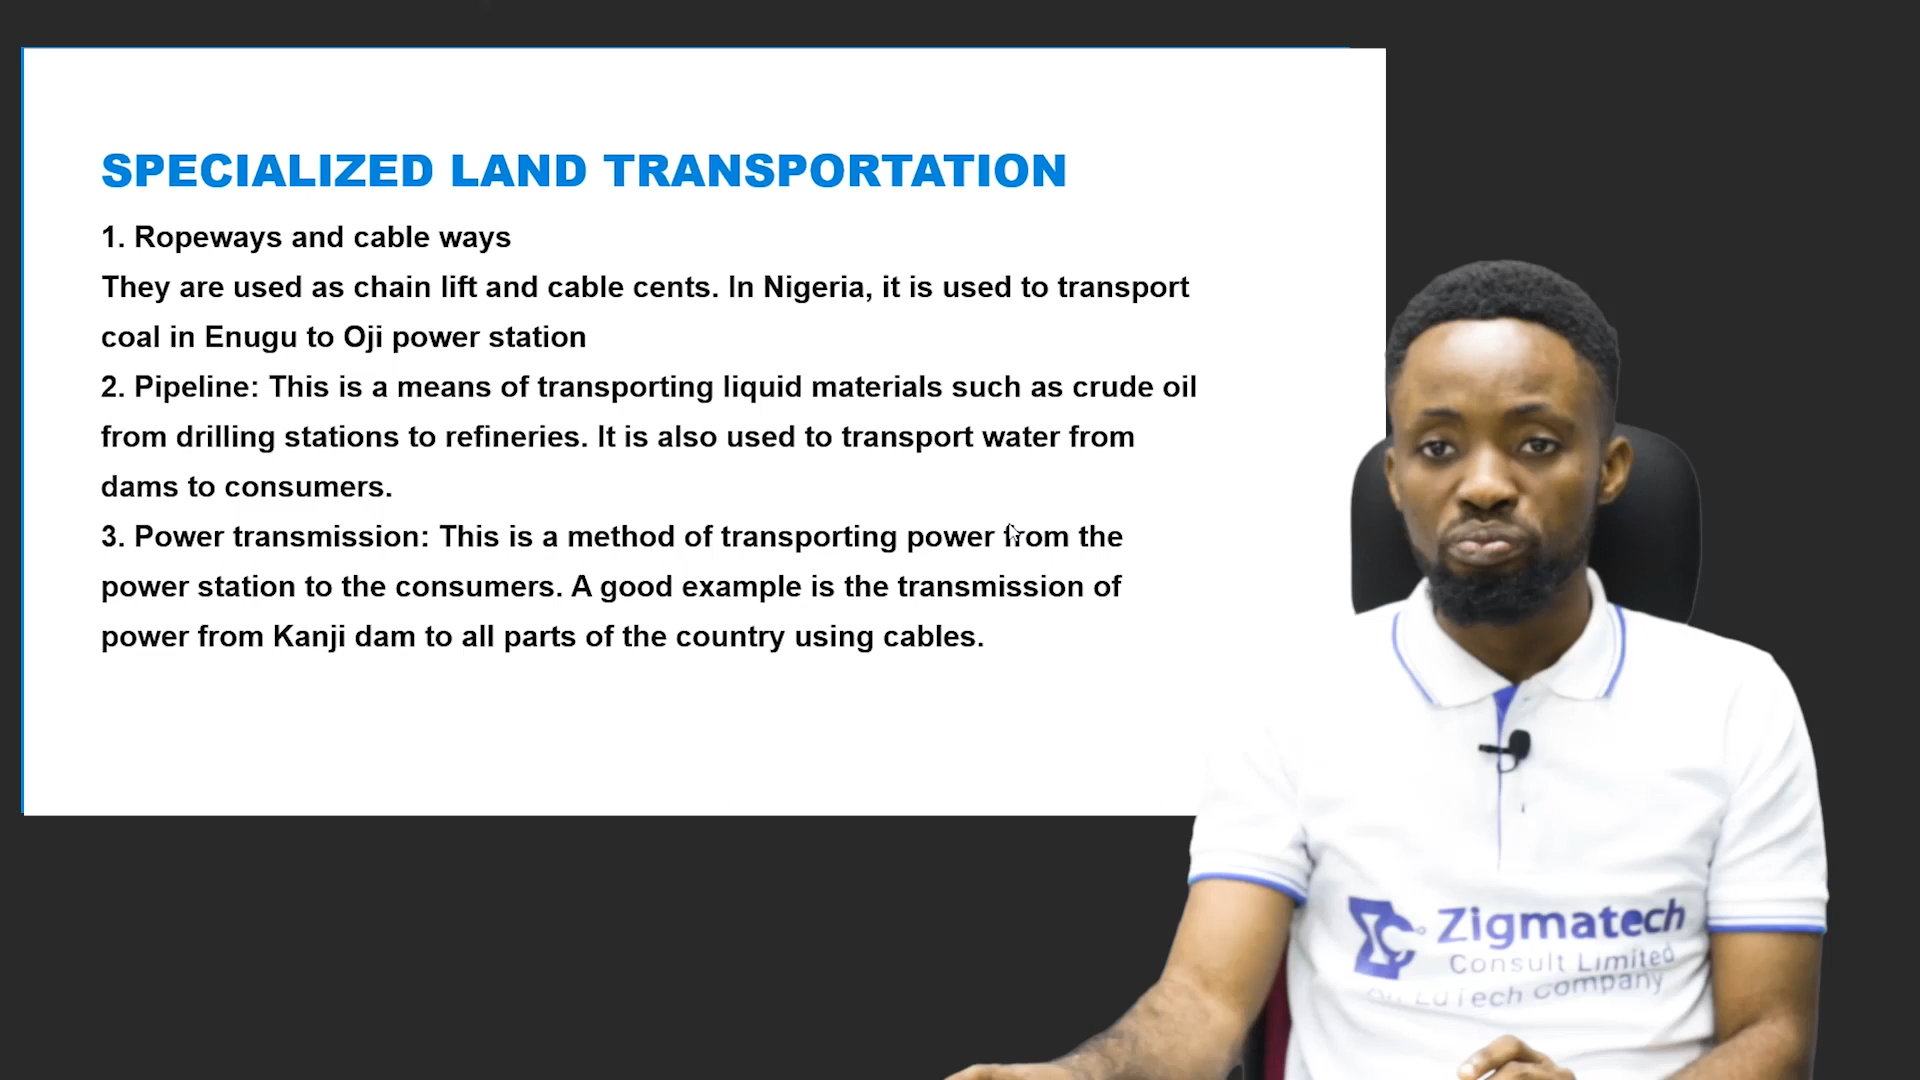 SPECIALIZED LAND TRANSPORTATION
1. Ropeways and cable ways
They are used as chain lift and cable cents. In Nigeria, it is used to transport
coal in Enugu to Oji power station
2. Pipeline: This is a means of transporting liquid materials such as crude oil
from drilling stations to refineries. It is also used to transport water from
dams to consumers.
3. Power transmission: This is a method of transporting power from the
power station to the consumers. A good example is the transmission of
power from Kanji dam to all parts of the country using cables.
Zigmatech
Consult Limited
EdTech Company